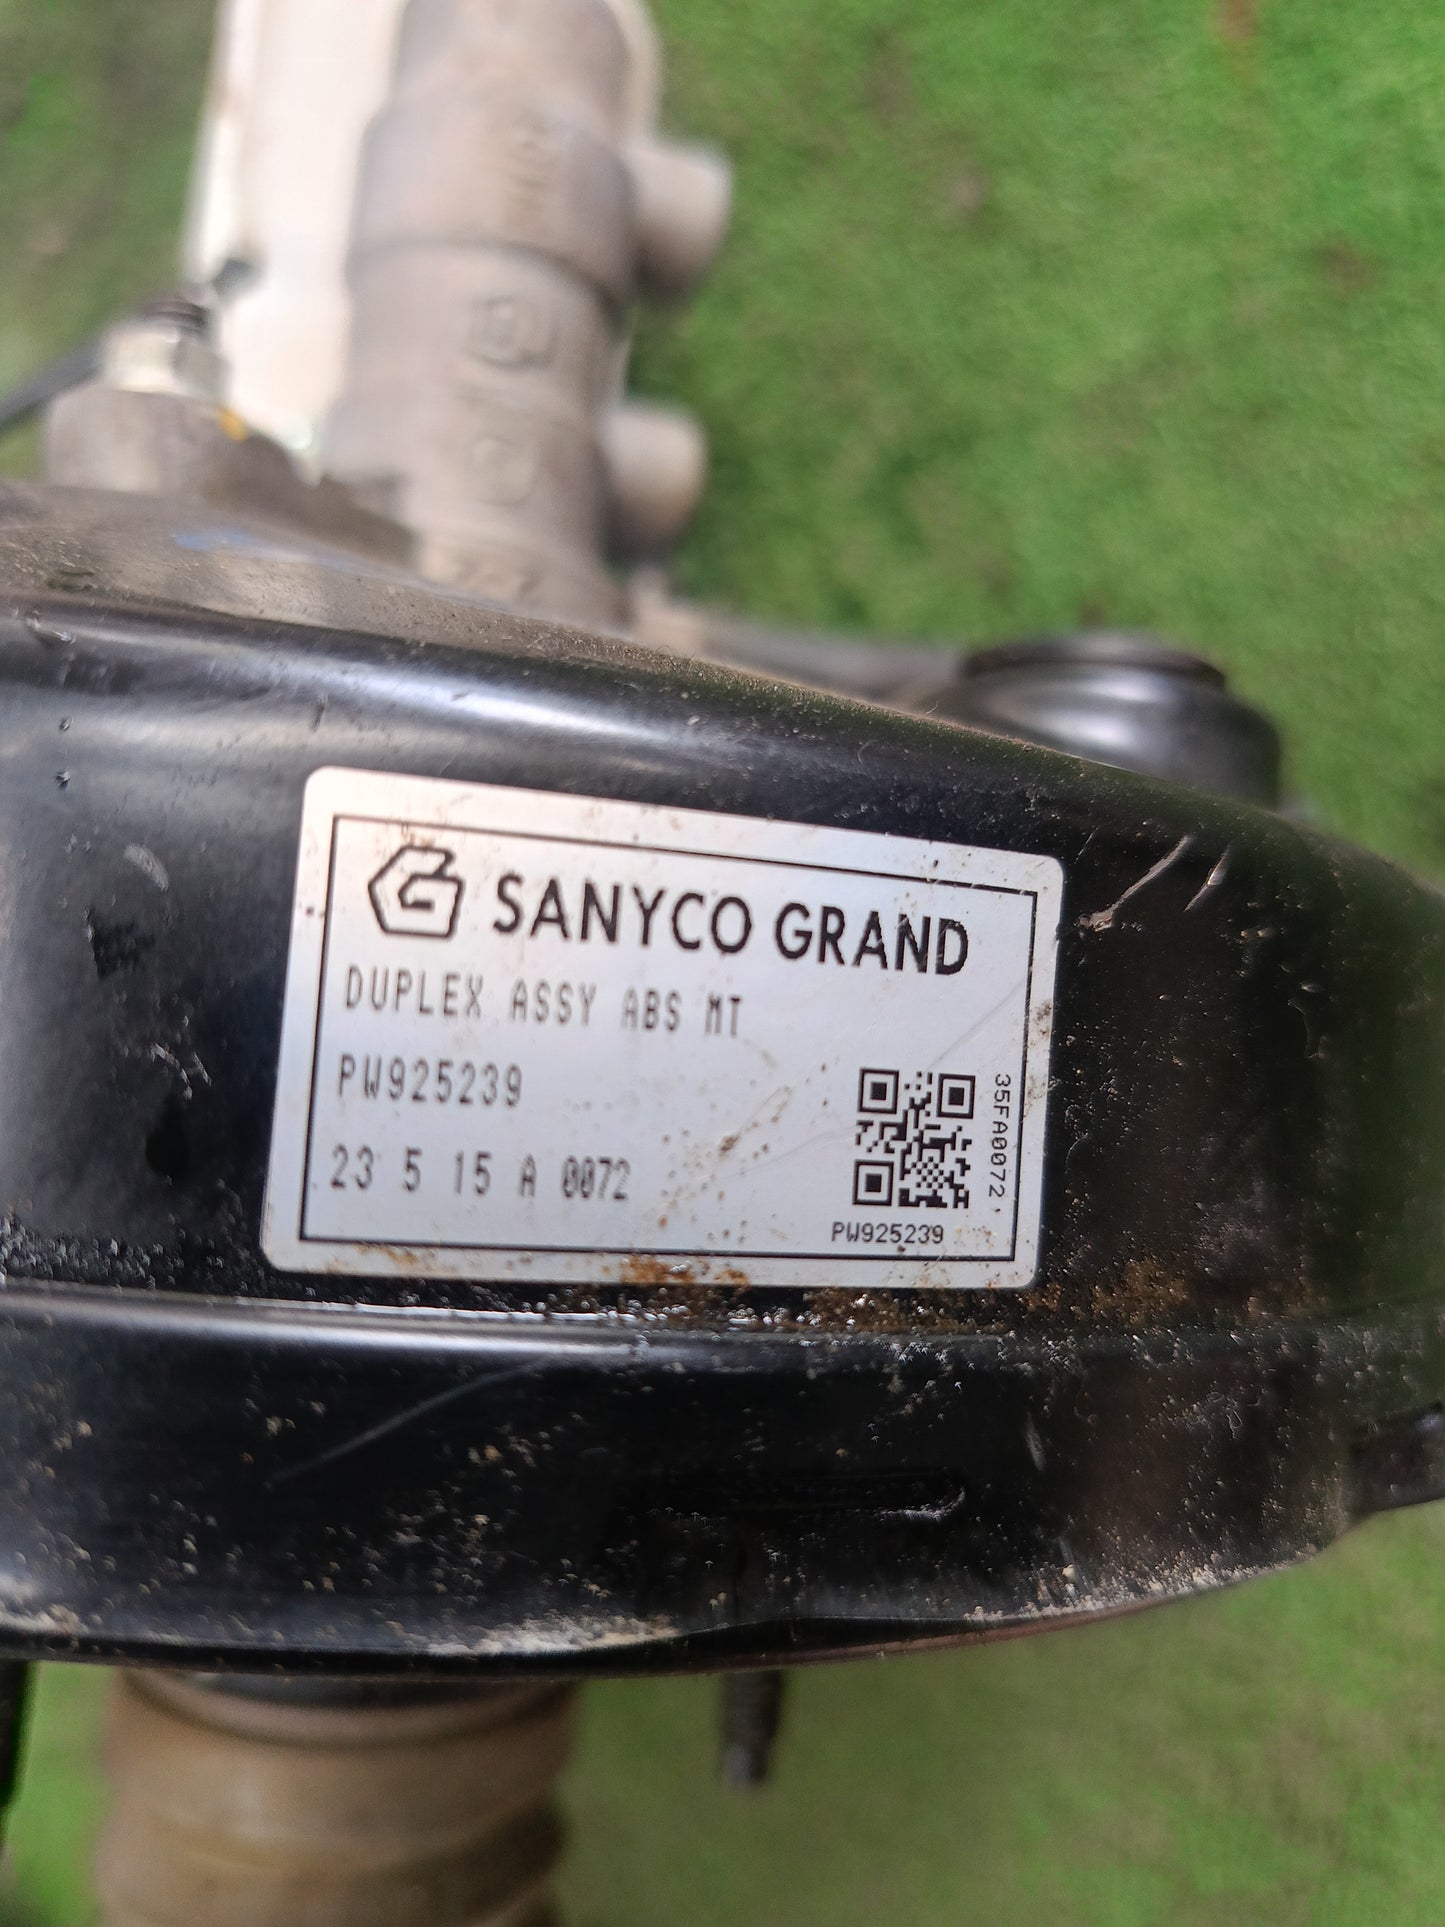 SANYCO GRAND
DUPLEX ASSY ABS MT
PW925239
23 5 15 A 0072
35FA0072,
PW925239